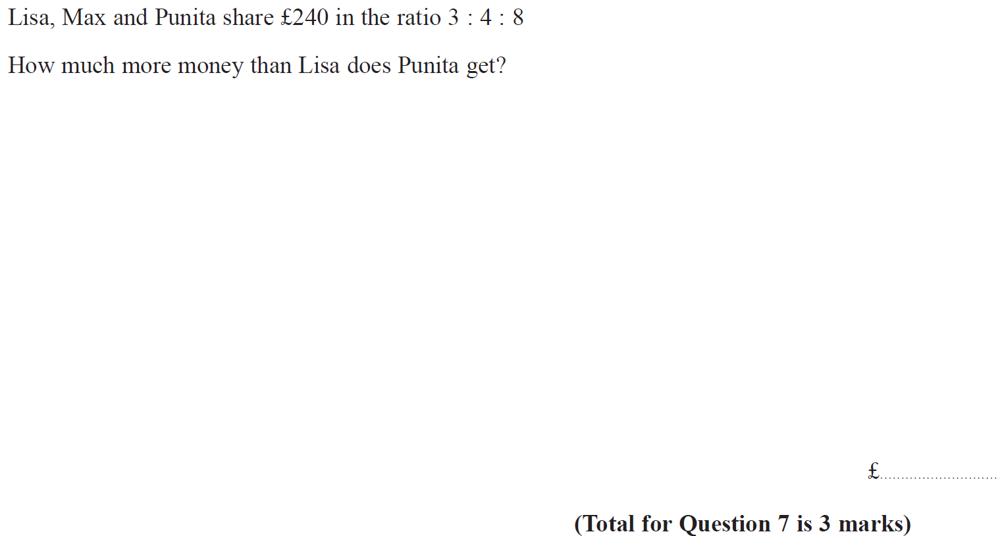 Lisa, Max and Punita share £240 in the ratio 3 : 4 : 8
How much more money than Lisa does Punita get?
£............................
(Total for Question 7 is 3 marks)